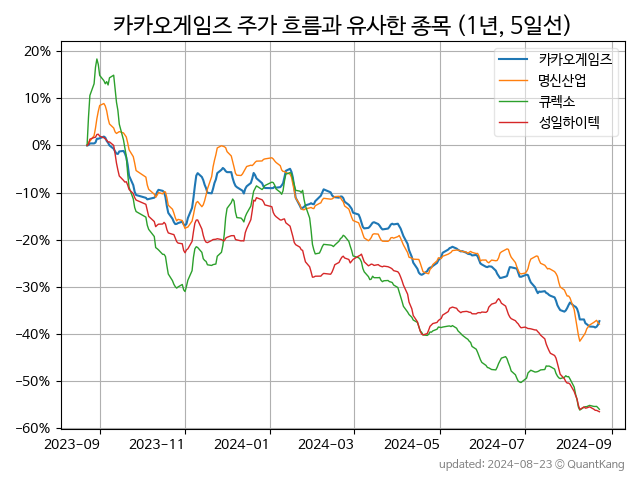 카카오게임즈 주가 흐름과 유사한 종목 (1년, 5일선)
카카오게임즈
명신산업
큐렉소
성일하이텍
20%
10%
0%
−10%
−20%
−30%
−40%
−50%
−60%
2023-09 2023-11 2024-01 2024-03 2024-05 2024-07 2024-09
updated: 2024-08-23 © QuantKang